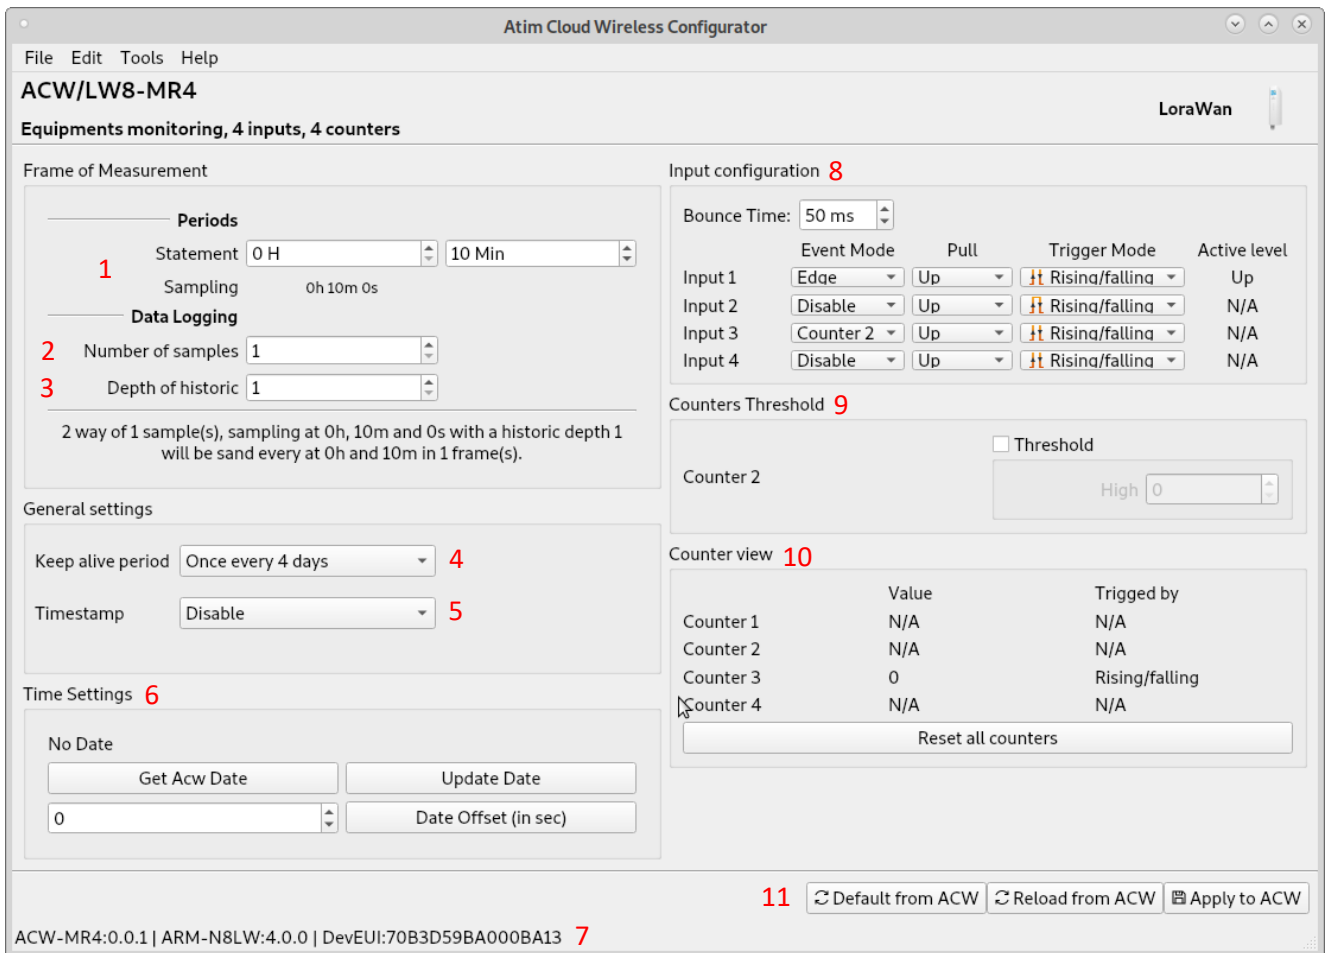 Atim Cloud Wireless Configurator
File Edit Tools Help
ACW/LW8-MR4
Equipments monitoring, 4 inputs, 4 counters
LoraWan
Frame of Measurement
Periods
1
Statement 0 H 10 Min
Sampling 0h 10m 0s
Data Logging
2 Number of samples 1
3 Depth of historic 1
2 way of 1 sample(s), sampling at 0h, 10m and 0s with a historic depth 1
will be sand every at 0h and 10m in 1 frame(s).
General settings
Keep alive period Once every 4 days 4
Timestamp Disable 5
Time Settings 6
No Date
Get Acw Date Update Date
0 Date Offset (in sec)
Input configuration 8
Bounce Time: 50 ms
Event Mode Pull Trigger Mode Active level
Input 1 Edge Up Rising/falling Up
Input 2 Disable Up Rising/falling N/A
Input 3 Counter 2 Up Rising/falling N/A
Input 4 Disable Up Rising/falling N/A
Counters Threshold 9
Threshold
Counter 2
High 0
Counter view 10
Value Trigged by
Counter 1 N/A N/A
Counter 2 N/A N/A
Counter 3 0 Rising/falling
Counter 4 N/A N/A
Reset all counters
11 Default from ACW Reload from ACW Apply to ACW
ACW-MR4:0.0.1 | ARM-N8LW:4.0.0 | DevEUI:70B3D59BA000BA13 7